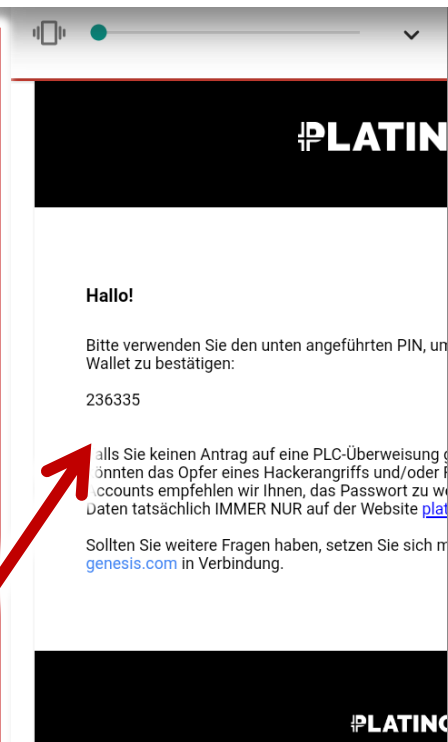 PLATIN
Hallo!
Bitte verwenden Sie den unten angeführten PIN, um
Wallet zu bestätigen:
236335
alls Sie keinen Antrag auf eine PLC-Überweisung
önnten das Opfer eines Hackerangriffs und/oder
ccounts empfehlen wir Ihnen, das Passwort zu
Daten tatsächlich IMMER NUR auf der Website plat
Sollten Sie weitere Fragen haben, setzen Sie sich
genesis.com in Verbindung.
PLATINC